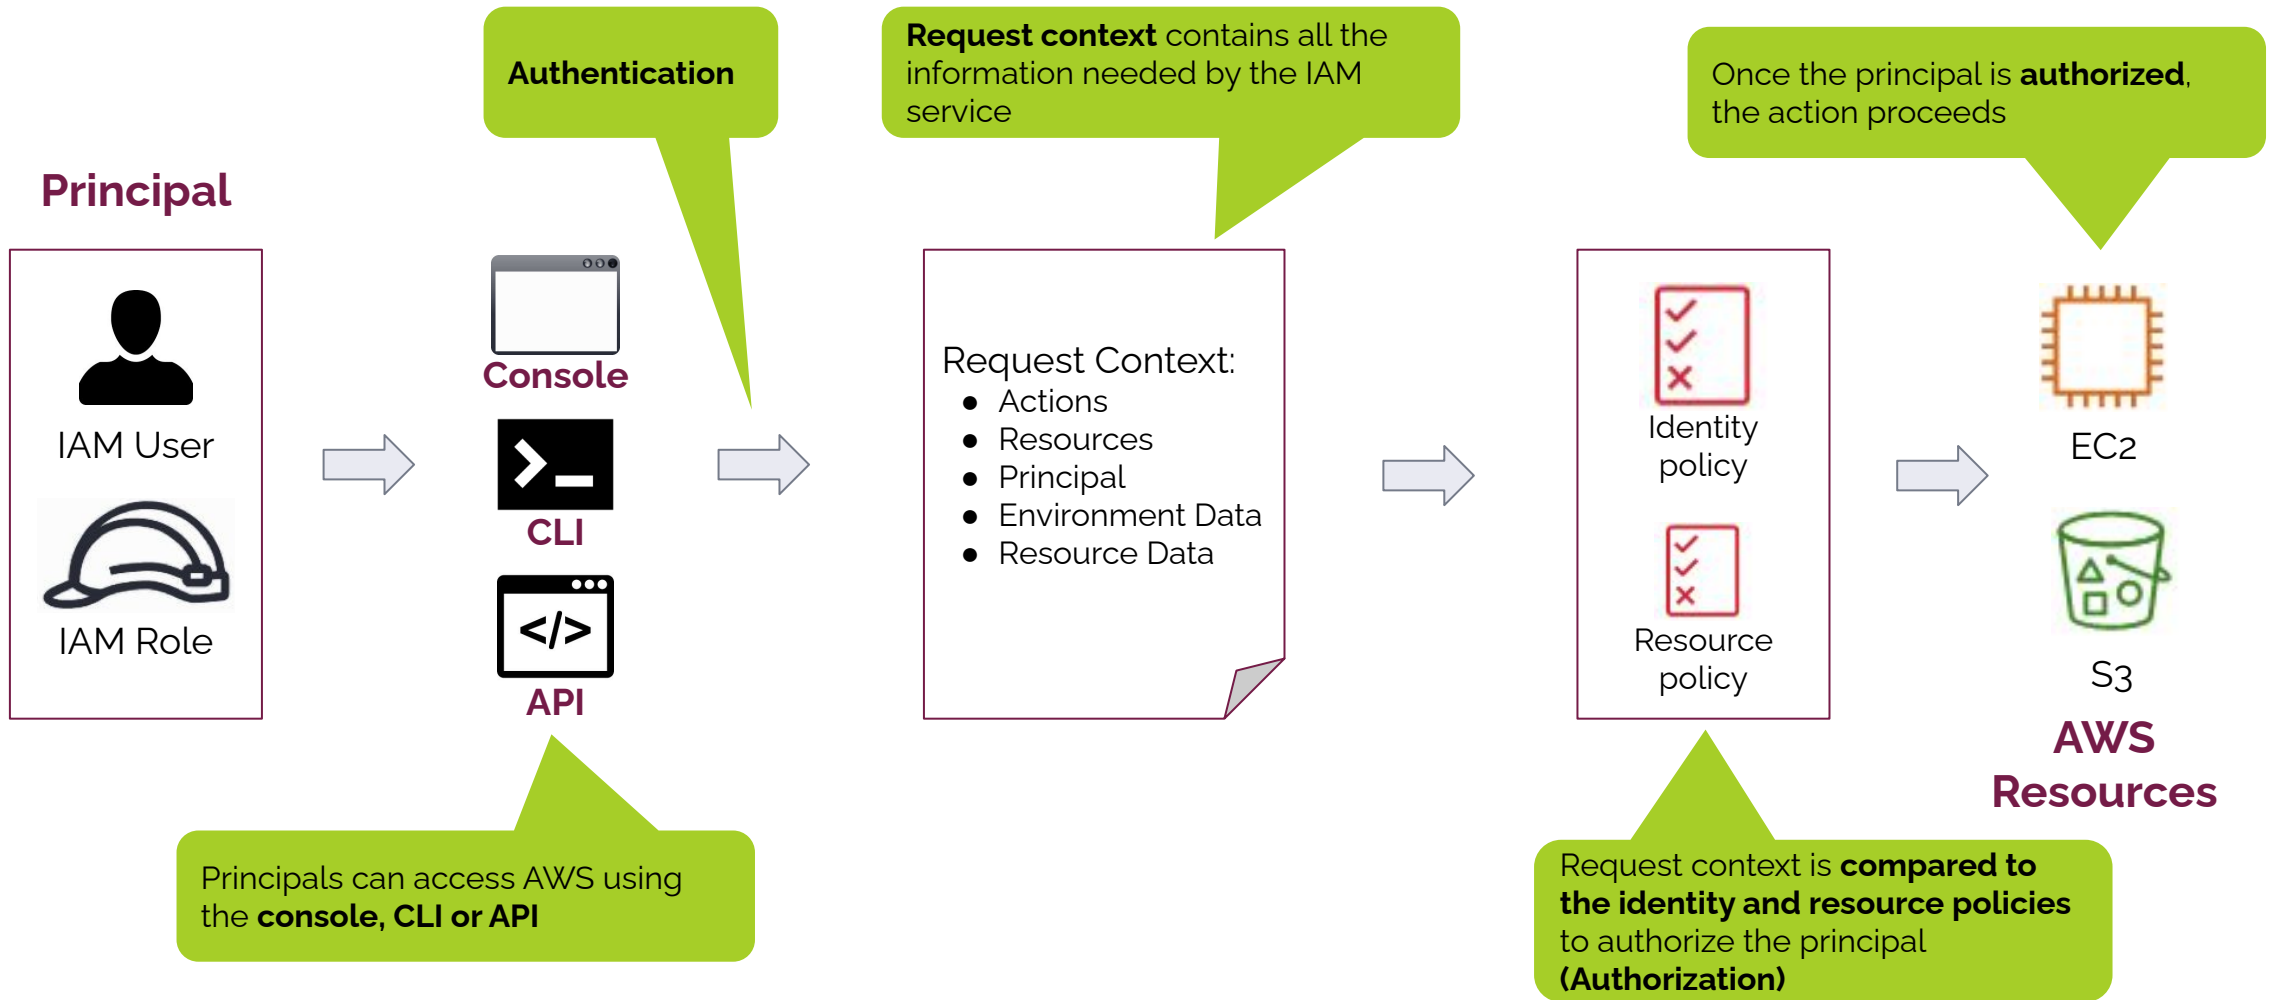 Authentication
Request context contains all the
information needed by the IAM
service
Once the principal is authorized,
the action proceeds
Principal
IAM User
IAM Role
Console
CLI
API
Request Context:
● Actions
● Resources
● Principal
● Environment Data
● Resource Data
Identity
policy
Resource
policy
EC2
S3
AWS
Resources
Principals can access AWS using
the console, CLI or API
Request context is compared to
the identity and resource policies
to authorize the principal
(Authorization)